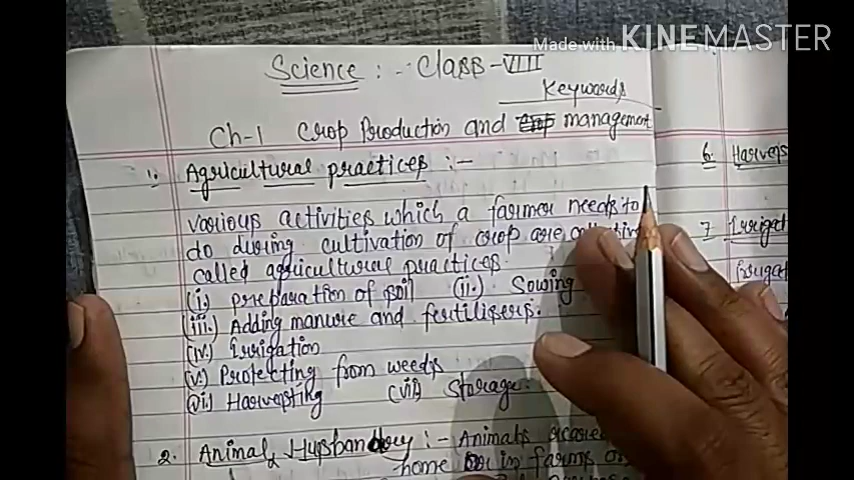 Made with KINEMASTER
Science :- Class-VIII
Keywords
Ch-1 Crop Production and management
1. Agricultural practices :-
various activities which a farmer needs to
do during cultivation of crop are
called agricultural practices.
(i) preparation of soil (ii.) Sowing
(iii.) Adding manure and fertilisers.
(iv.) Irrigation
(v.) Protecting from weeds
(vi.) Harvesting (vii) Storage.
2. Animal Husbandry :- Animals
home or in farms
6. Harves
7. Irrigat
Irrigat